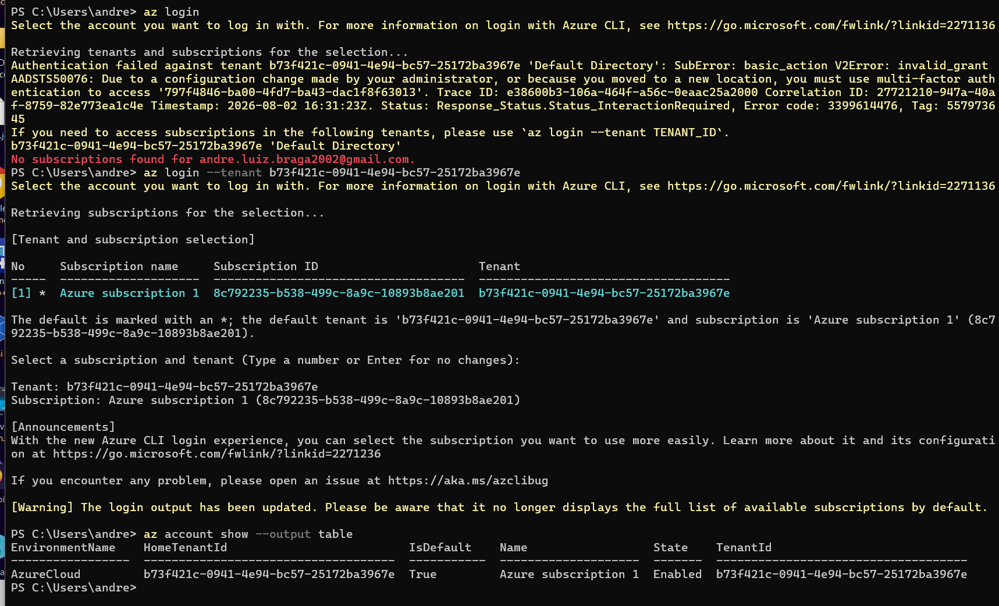 PS C:\Users\andre> az login
Select the account you want to log in with. For more information on login with Azure CLI, see https://go.microsoft.com/fwlink/?linkid=2271136
Retrieving tenants and subscriptions for the selection...
Authentication failed against tenant b73f421c-0941-4e94-bc57-25172ba3967e 'Default Directory': SubError: basic_action V2Error: invalid_grant
AADSTS50076: Due to a configuration change made by your administrator, or because you moved to a new location, you must use multi-factor auth
entication to access '797f4846-ba00-4fd7-ba43-dac1f8f63013'. Trace ID: e38600b3-106a-464f-a56c-0eaac25a2000 Correlation ID: 27721210-947a-40a
f-8759-82e773ea1c4e Timestamp: 2026-08-02 16:31:23Z. Status: Response_Status.Status_InteractionRequired, Error code: 3399614476, Tag: 5579736
45
If you need to access subscriptions in the following tenants, please use `az login --tenant TENANT_ID`.
b73f421c-0941-4e94-bc57-25172ba3967e 'Default Directory'
No subscriptions found for andre.luiz.braga2002@gmail.com.
PS C:\Users\andre> az login --tenant b73f421c-0941-4e94-bc57-25172ba3967e
Select the account you want to log in with. For more information on login with Azure CLI, see https://go.microsoft.com/fwlink/?linkid=2271136
Retrieving subscriptions for the selection...
[Tenant and subscription selection]
No     Subscription name     Subscription ID                       Tenant
-----  --------------------  ------------------------------------  ------------------------------------
[1] *  Azure subscription 1  8c792235-b538-499c-8a9c-10893b8ae201  b73f421c-0941-4e94-bc57-25172ba3967e
The default is marked with an *; the default tenant is 'b73f421c-0941-4e94-bc57-25172ba3967e' and subscription is 'Azure subscription 1' (8c7
92235-b538-499c-8a9c-10893b8ae201).
Select a subscription and tenant (Type a number or Enter for no changes):
Tenant: b73f421c-0941-4e94-bc57-25172ba3967e
Subscription: Azure subscription 1 (8c792235-b538-499c-8a9c-10893b8ae201)
[Announcements]
With the new Azure CLI login experience, you can select the subscription you want to use more easily. Learn more about it and its configurati
on at https://go.microsoft.com/fwlink/?linkid=2271236
If you encounter any problem, please open an issue at https://aka.ms/azclibug
[Warning] The login output has been updated. Please be aware that it no longer displays the full list of available subscriptions by default.
PS C:\Users\andre> az account show --output table
EnvironmentName    HomeTenantId                          IsDefault    Name                  State    TenantId
-----------------  ------------------------------------  -----------  --------------------  -------  ------------------------------------
AzureCloud         b73f421c-0941-4e94-bc57-25172ba3967e  True         Azure subscription 1  Enabled  b73f421c-0941-4e94-bc57-25172ba3967e
PS C:\Users\andre>